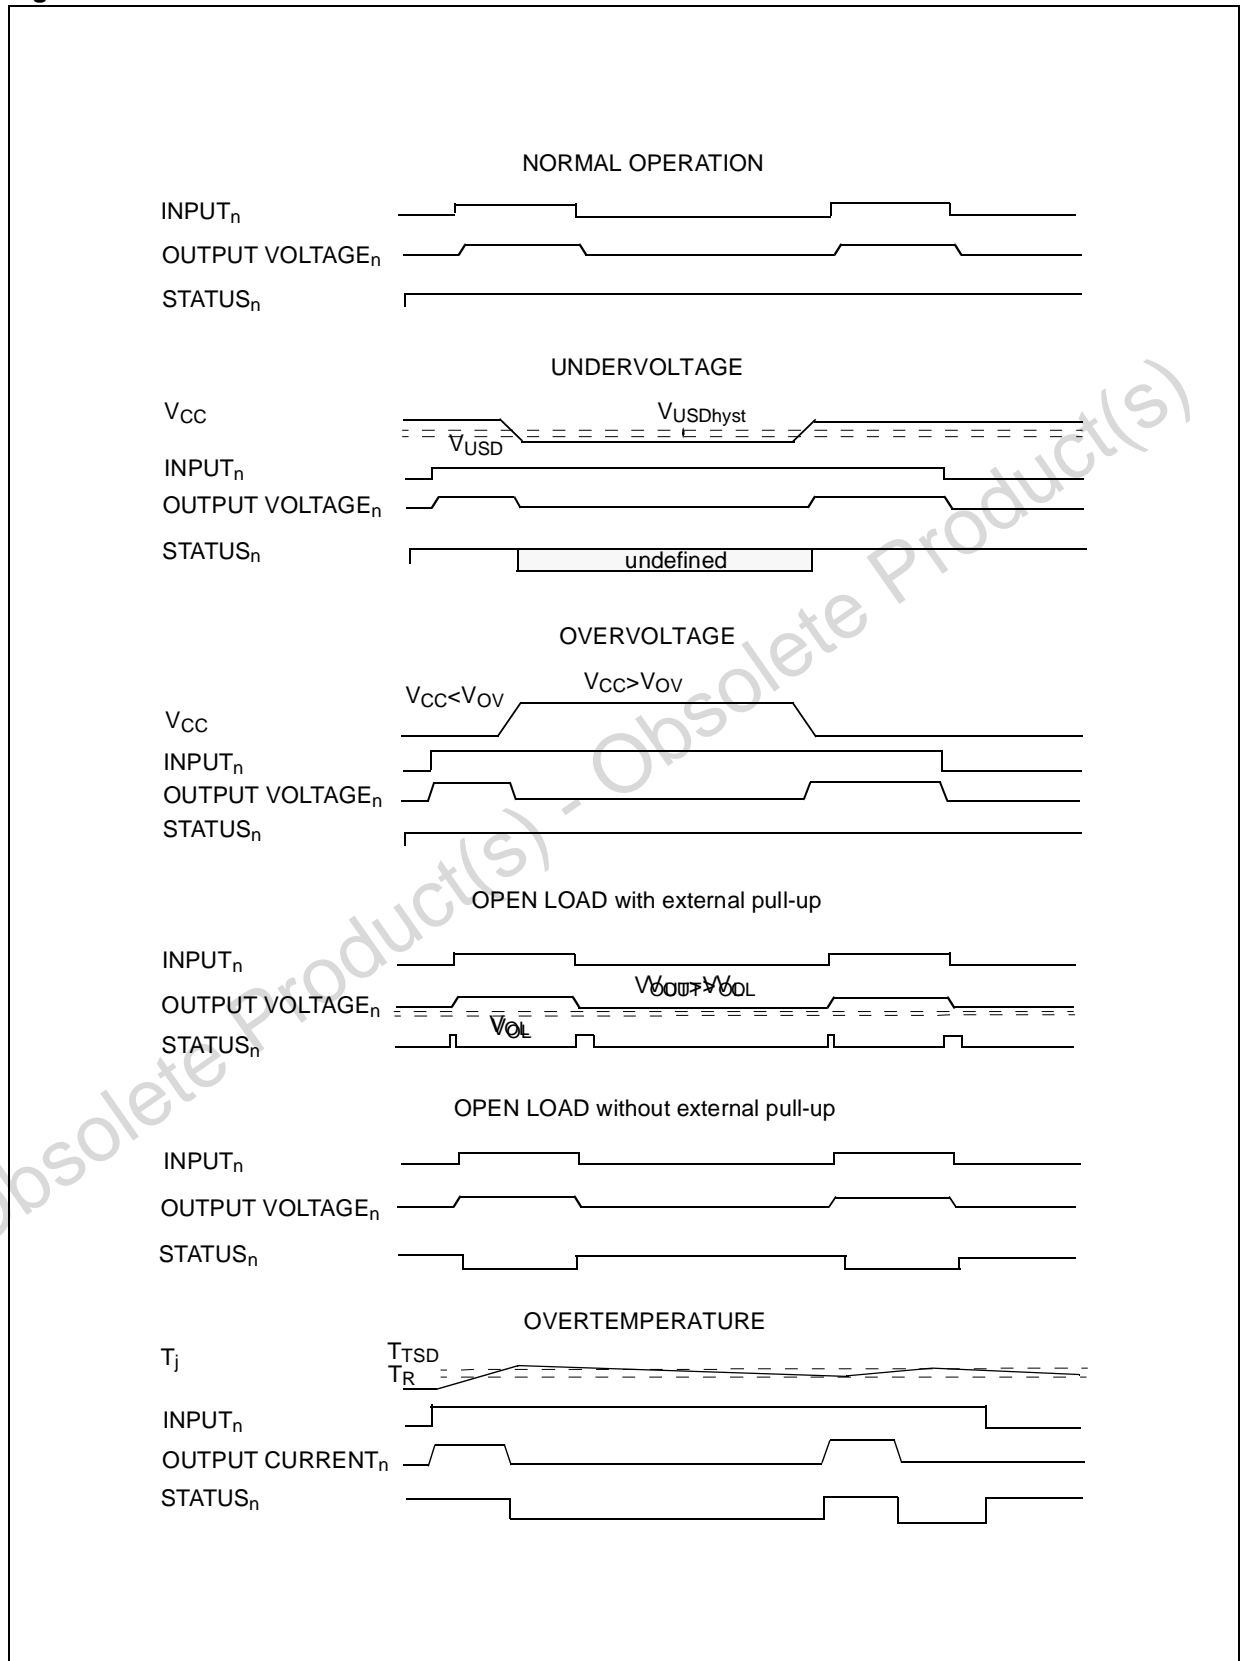 NORMAL OPERATION
INPUTn
OUTPUT VOLTAGEn
STATUSn
UNDERVOLTAGE
VCC
VUSDhyst
VUSD
INPUTn
OUTPUT VOLTAGEn
STATUSn
undefined
OVERVOLTAGE
VCC<VOV
VCC>VOV
VCC
INPUTn
OUTPUT VOLTAGEn
STATUSn
OPEN LOAD with external pull-up
INPUTn
VOUT>VOL
OUTPUT VOLTAGEn
VOL
STATUSn
OPEN LOAD without external pull-up
INPUTn
OUTPUT VOLTAGEn
STATUSn
OVERTEMPERATURE
Tj
TTSD
TR
INPUTn
OUTPUT CURRENTn
STATUSn
Obsolete Product(s) - Obsolete Product(s)